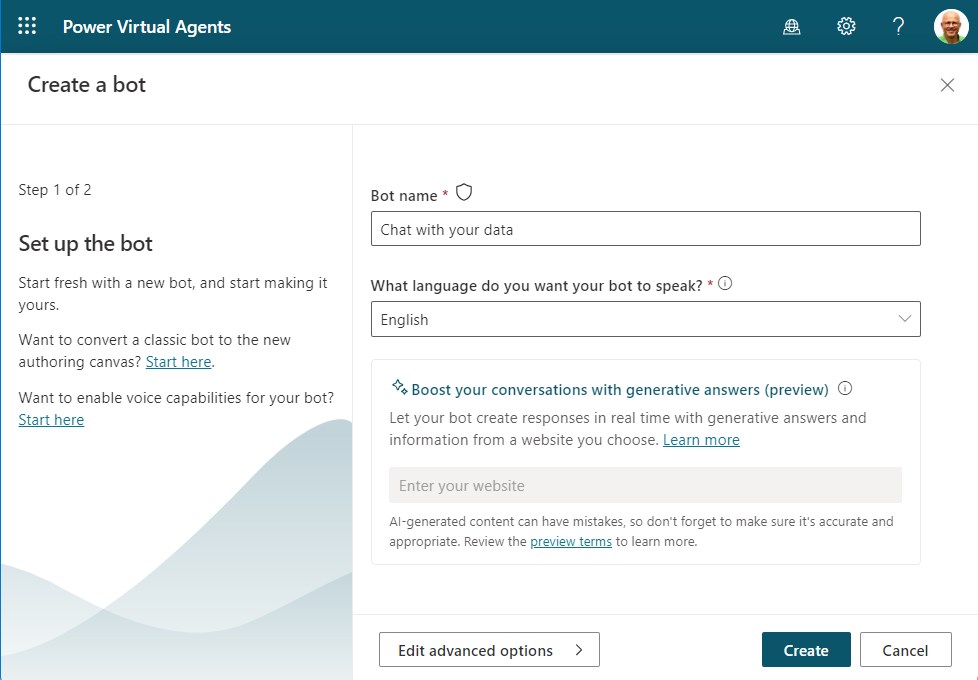 Power Virtual Agents
?
Create a bot
Step 1 of 2
Set up the bot
Start fresh with a new bot, and start making it
yours.
Want to convert a classic bot to the new
authoring canvas? Start here.
Want to enable voice capabilities for your bot?
Start here
Bot name *
Chat with your data
What language do you want your bot to speak? *
English
Boost your conversations with generative answers (preview)
Let your bot create responses in real time with generative answers and
information from a website you choose. Learn more
Enter your website
AI-generated content can have mistakes, so don't forget to make sure it's accurate and
appropriate. Review the preview terms to learn more.
Edit advanced options
Create
Cancel